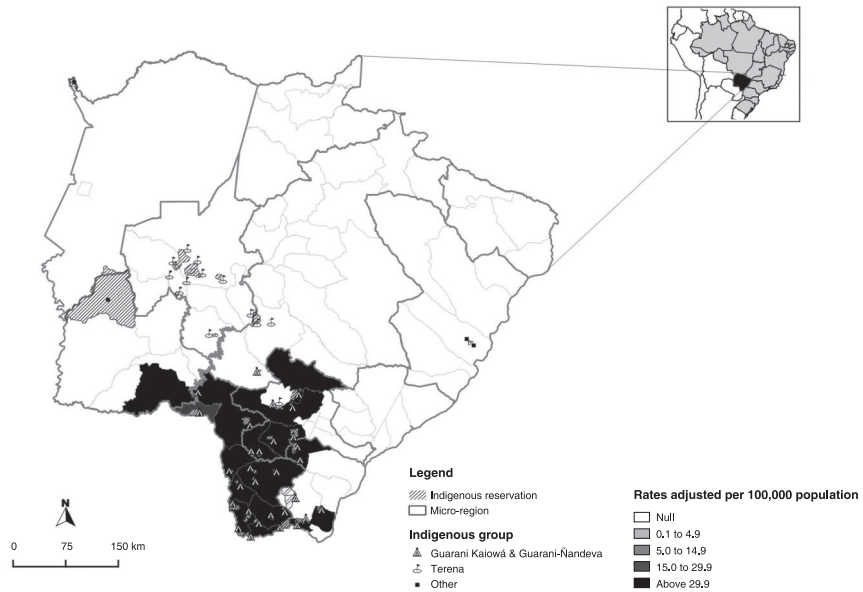 Legend
Indigenous reservation
Micro-region
Indigenous group
Guarani Kaiowá & Guarani-Ñandeva
Terena
Other
Rates adjusted per 100,000 population
Null
0.1 to 4.9
5.0 to 14.9
15.0 to 29.9
Above 29.9
N
0 75 150 km